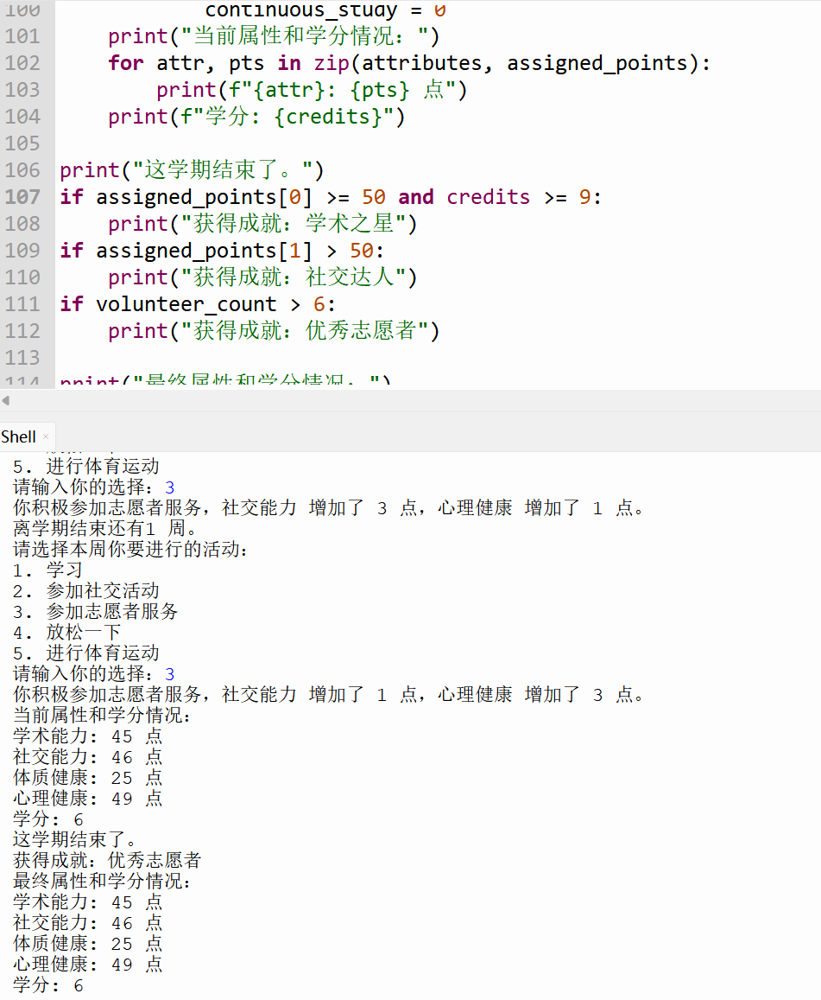 100 continuous_study = 0
101 print("当前属性和学分情况：")
102 for attr, pts in zip(attributes, assigned_points):
103 print(f"{attr}: {pts} 点")
104 print(f"学分: {credits}")
105
106 print("这学期结束了。")
107 if assigned_points[0] >= 50 and credits >= 9:
108 print("获得成就：学术之星")
109 if assigned_points[1] > 50:
110 print("获得成就：社交达人")
111 if volunteer_count > 6:
112 print("获得成就：优秀志愿者")
113
114 print("最终属性和学分情况：")
Shell ×
5. 进行体育运动
请输入你的选择：3
你积极参加志愿者服务，社交能力 增加了 3 点，心理健康 增加了 1 点。
离学期结束还有1 周。
请选择本周你要进行的活动：
1. 学习
2. 参加社交活动
3. 参加志愿者服务
4. 放松一下
5. 进行体育运动
请输入你的选择：3
你积极参加志愿者服务，社交能力 增加了 1 点，心理健康 增加了 3 点。
当前属性和学分情况：
学术能力: 45 点
社交能力: 46 点
体质健康: 25 点
心理健康: 49 点
学分: 6
这学期结束了。
获得成就：优秀志愿者
最终属性和学分情况：
学术能力: 45 点
社交能力: 46 点
体质健康: 25 点
心理健康: 49 点
学分: 6